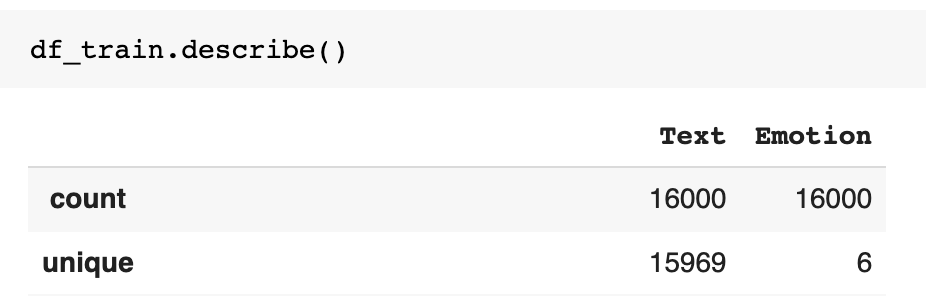 df_train.describe()
Text Emotion
count 16000 16000
unique 15969 6